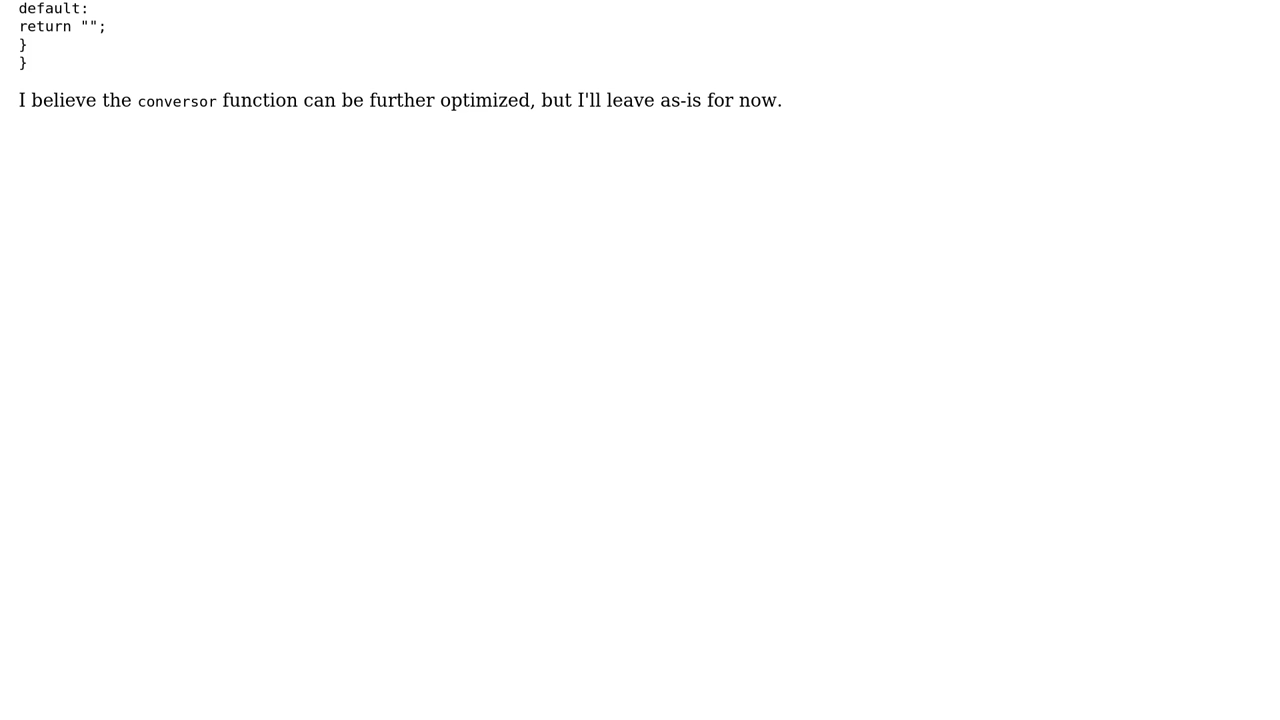 default:
return "";
}
}
I believe the conversor function can be further optimized, but I'll leave as-is for now.